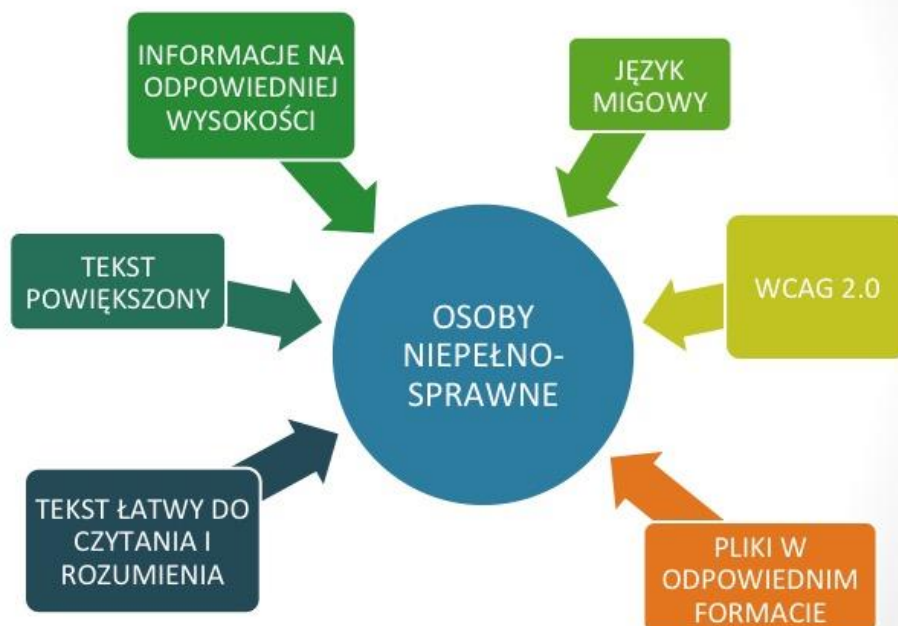 INFORMACJE NA
ODPOWIEDNIEJ
WYSOKOŚCI
JĘZYK
MIGOWY
TEKST
POWIĘKSZONY
WCAG 2.0
OSOBY
NIEPEŁNO-
SPRAWNE
TEKST ŁATWY DO
CZYTANIA I
ROZUMIENIA
PLIKI W
ODPOWIEDNIM
FORMACIE